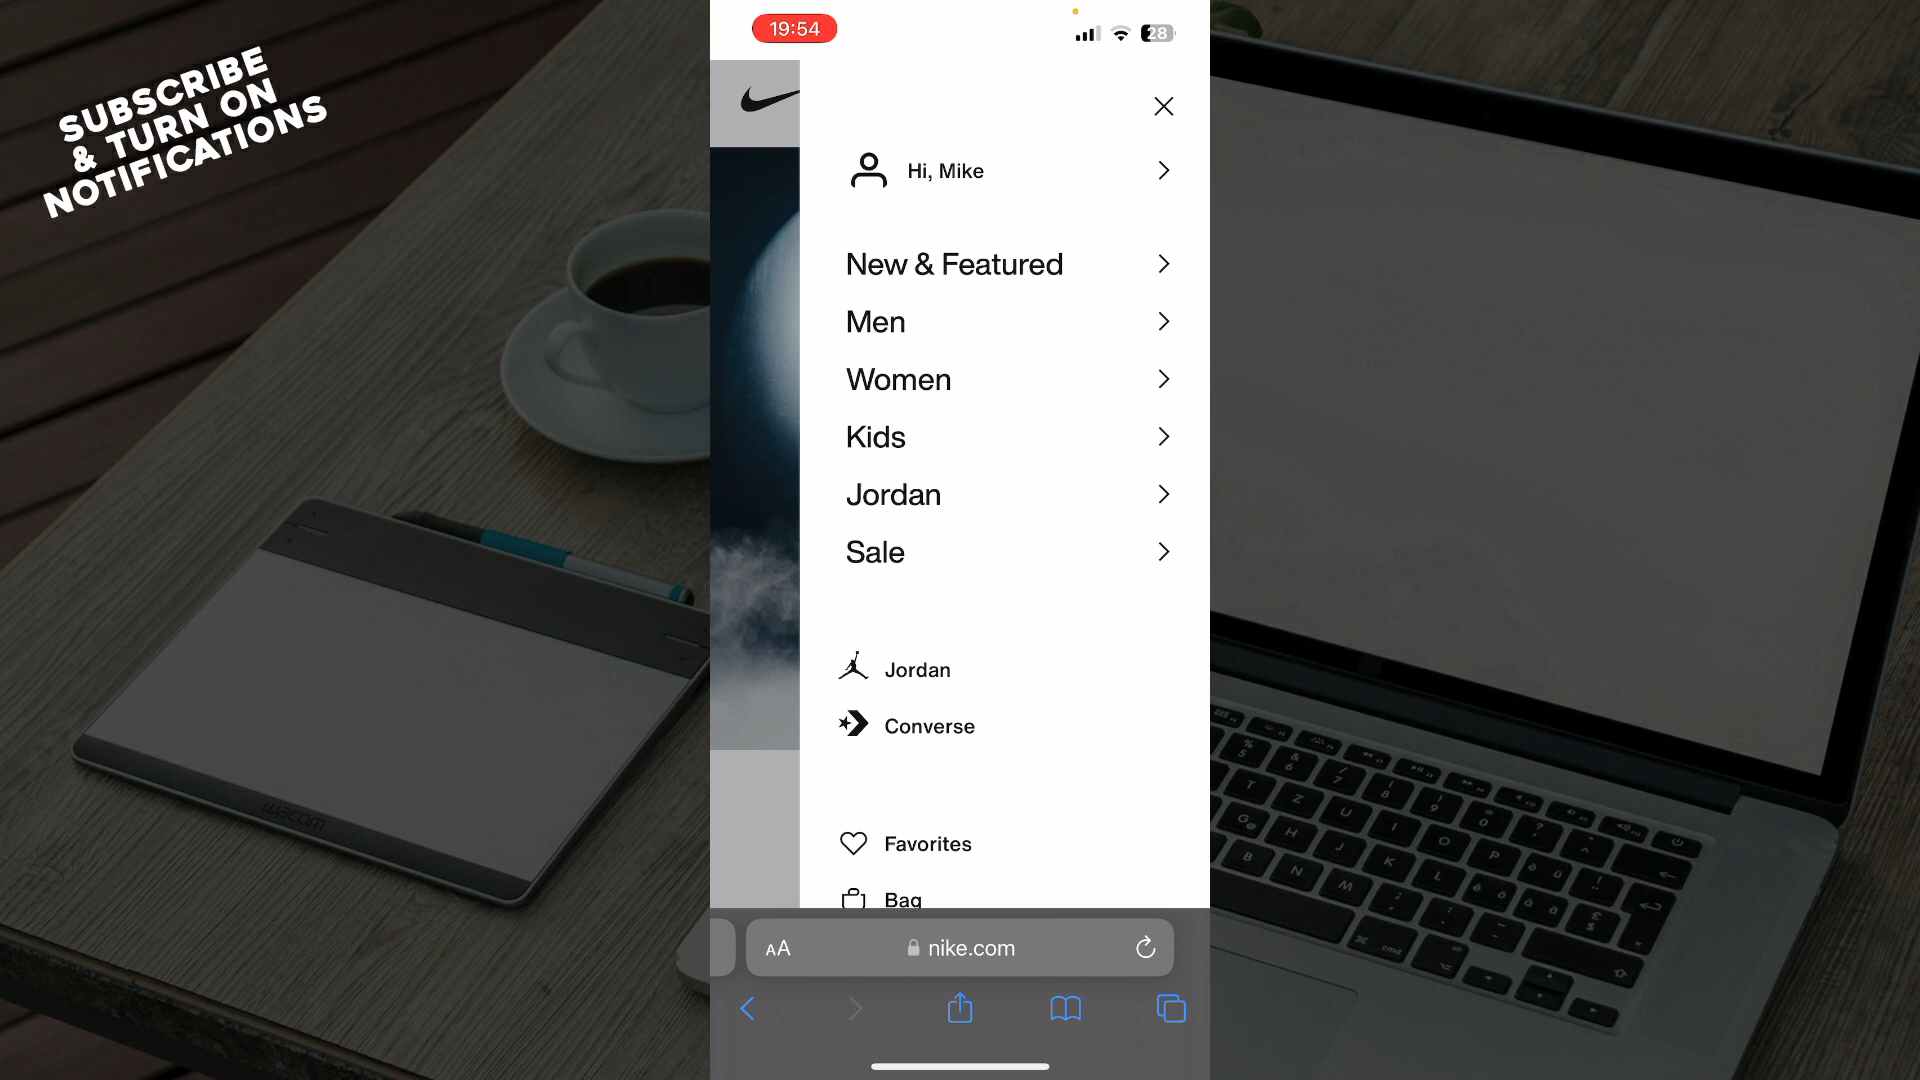 SUBSCRIBE
& TURN ON
NOTIFICATIONS
19:54
28
Hi, Mike
New & Featured
Men
Women
Kids
Jordan
Sale
Jordan
Converse
Favorites
Bag
AA
nike.com
wacom